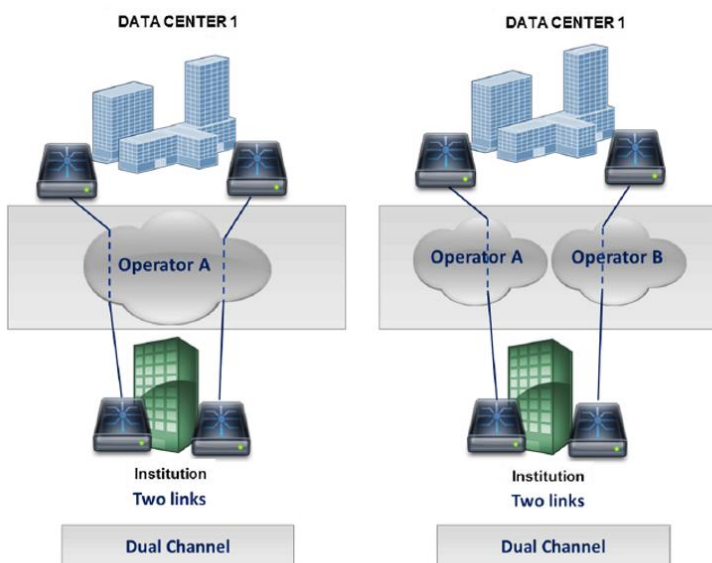 DATA CENTER 1
Operator A
Institution
Two links
Dual Channel
DATA CENTER 1
Operator A
Operator B
Institution
Two links
Dual Channel